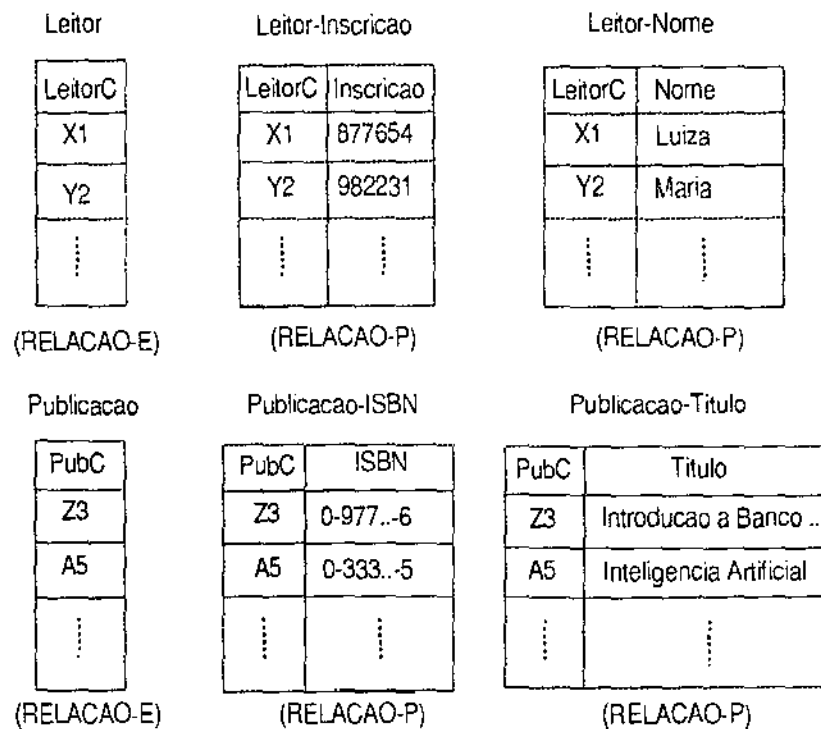 Leitor Leitor-Inscricao Leitor-Nome
LeitorC LeitorC Inscricao LeitorC Nome
X1 X1 877654 X1 Luiza
Y2 Y2 982231 Y2 Maria
(RELACAO-E) (RELACAO-P) (RELACAO-P)
Publicacao Publicacao-ISBN Publicacao-Titulo
PubC PubC ISBN PubC Titulo
Z3 Z3 0-977..-6 Z3 Introducao a Banco ..
A5 A5 0-333..-5 A5 Inteligencia Artificial
(RELACAO-E) (RELACAO-P) (RELACAO-P)